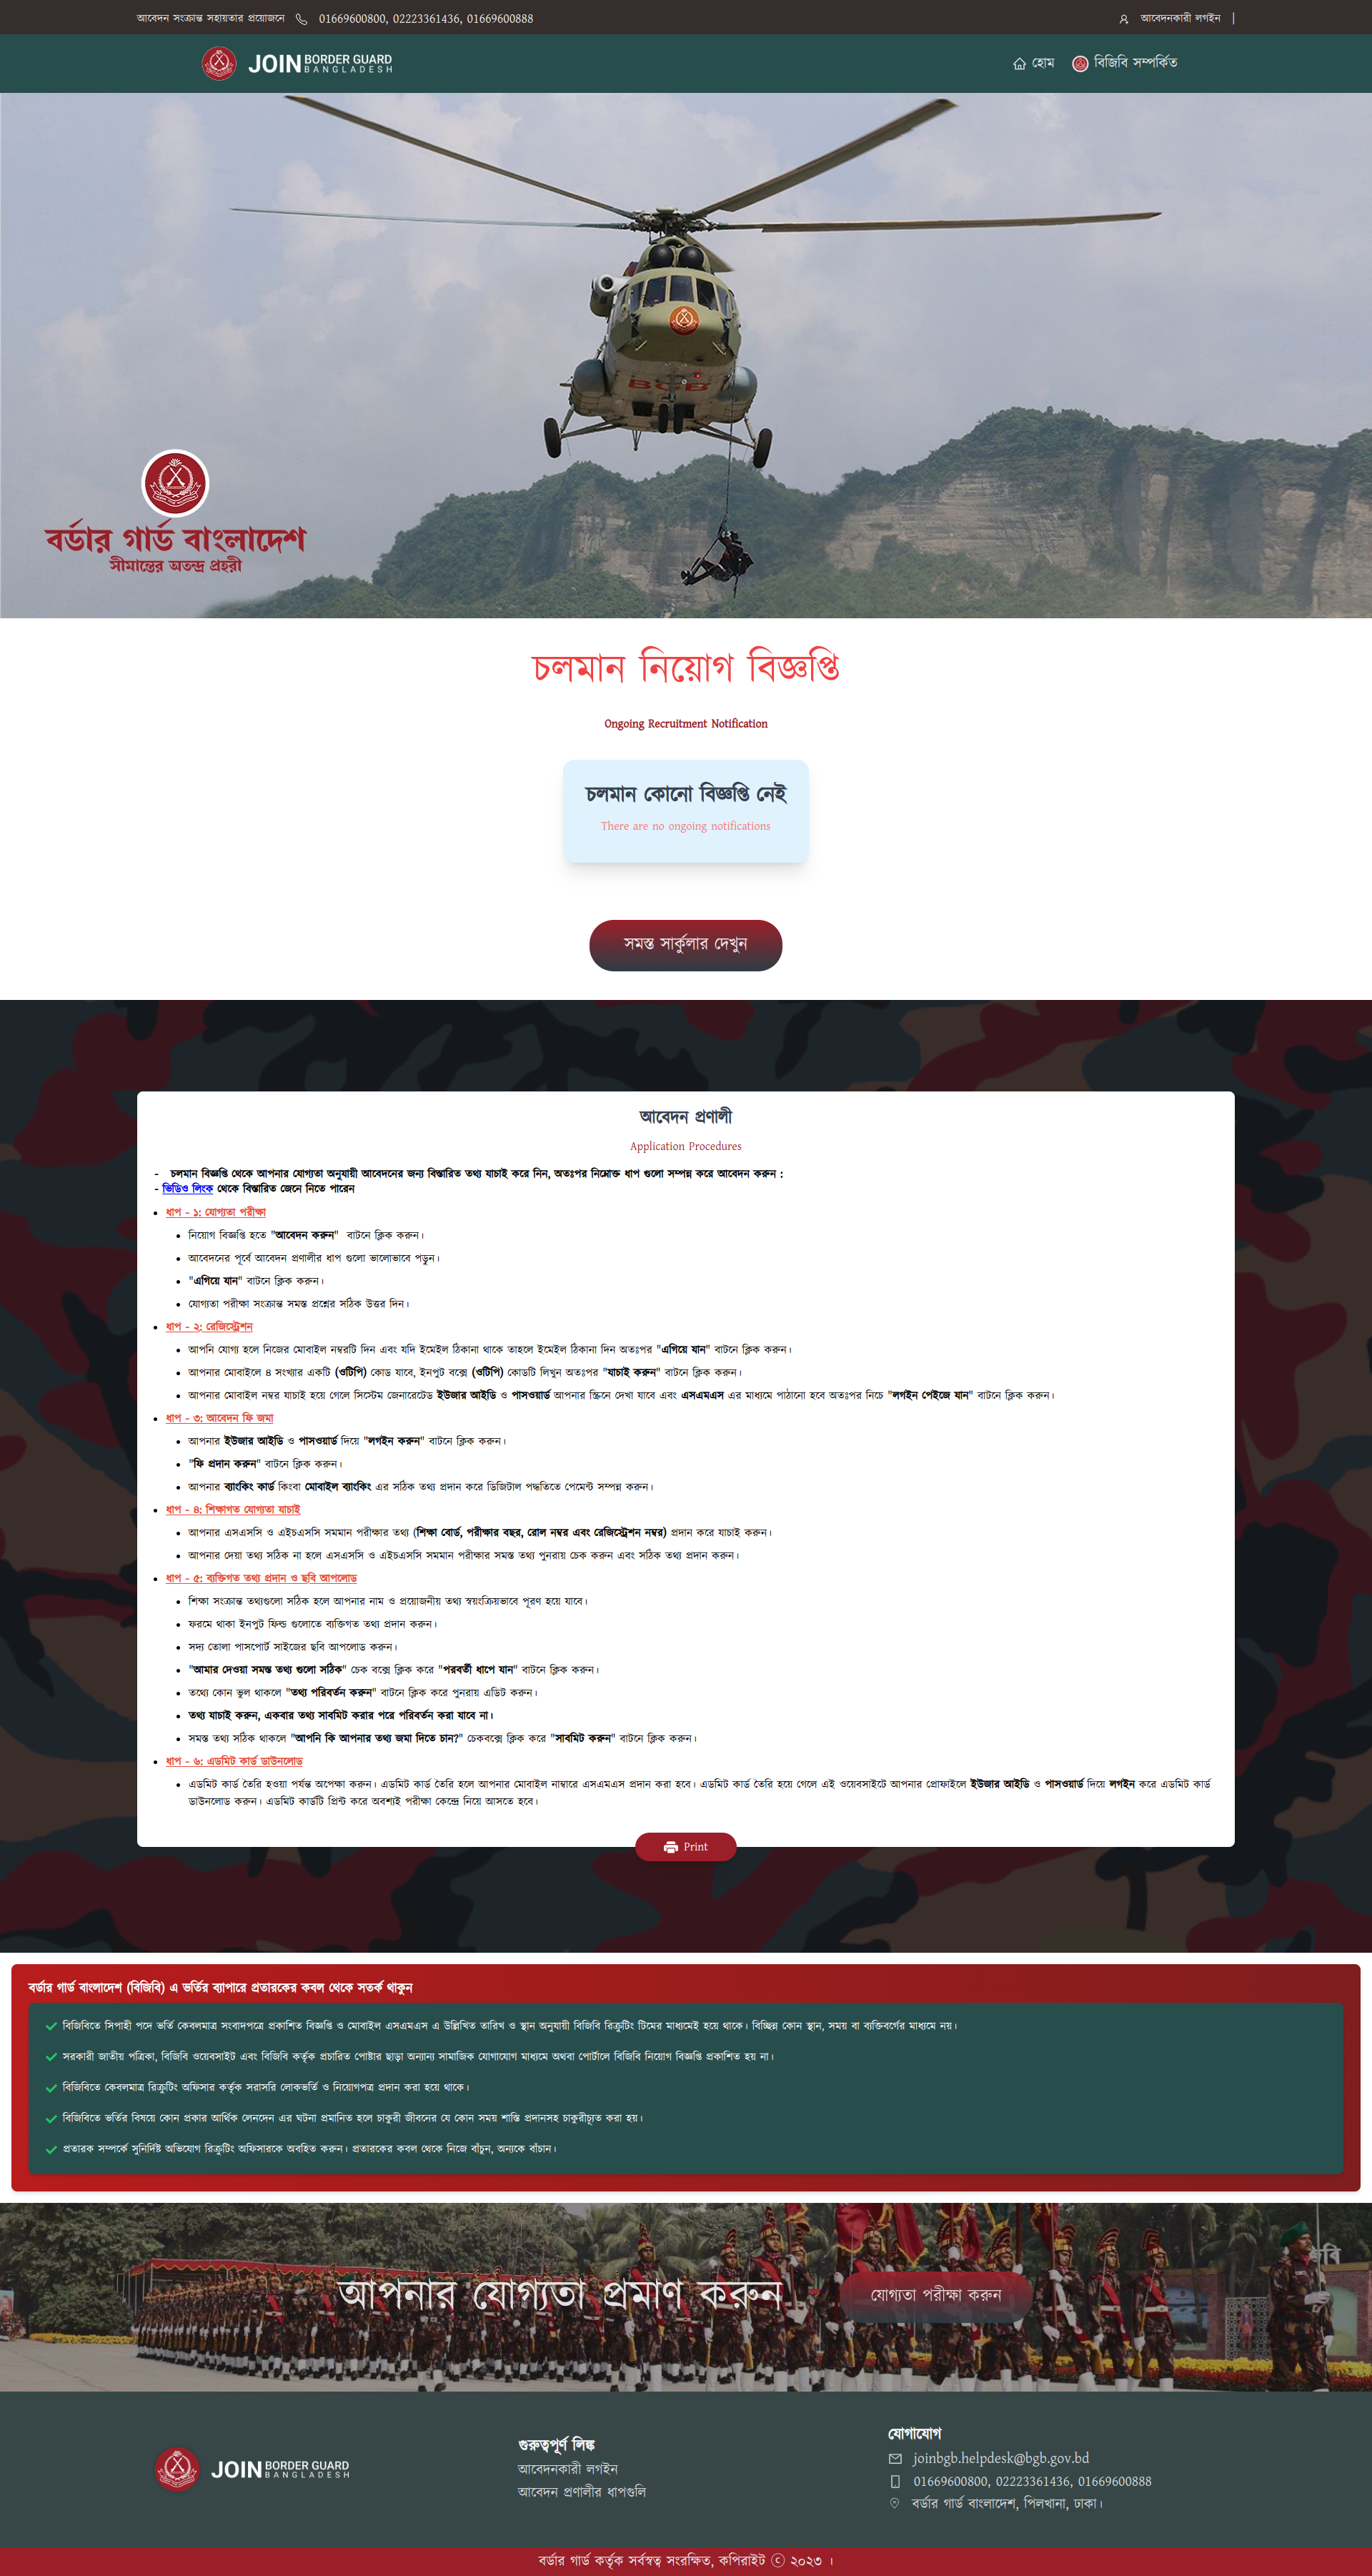 আবেদন সংক্রান্ত সহায়তার প্রয়োজনে 01669600800, 02223361436, 01669600888
আবেদনকারী লগইন |
JOIN BORDER GUARD BANGLADESH
হোম বিজিবি সম্পর্কিত
BGB
বর্ডার গার্ড বাংলাদেশ
সীমান্তের অতন্দ্র প্রহরী
চলমান নিয়োগ বিজ্ঞপ্তি
Ongoing Recruitment Notification
চলমান কোনো বিজ্ঞপ্তি নেই
There are no ongoing notifications
সমস্ত সার্কুলার দেখুন
আবেদন প্রণালী
Application Procedures
- চলমান বিজ্ঞপ্তি থেকে আপনার যোগ্যতা অনুযায়ী আবেদনের জন্য বিস্তারিত তথ্য যাচাই করে নিন, অতঃপর নিম্নোক্ত ধাপ গুলো সম্পন্ন করে আবেদন করুন :
- ভিডিও লিংক থেকে বিস্তারিত জেনে নিতে পারেন
ধাপ - ১: যোগ্যতা পরীক্ষা
নিয়োগ বিজ্ঞপ্তি হতে "আবেদন করুন" বাটনে ক্লিক করুন।
আবেদনের পূর্বে আবেদন প্রণালীর ধাপ গুলো ভালোভাবে পড়ুন।
"এগিয়ে যান" বাটনে ক্লিক করুন।
যোগ্যতা পরীক্ষা সংক্রান্ত সমস্ত প্রশ্নের সঠিক উত্তর দিন।
ধাপ - ২: রেজিস্ট্রেশন
আপনি যোগ্য হলে নিজের মোবাইল নম্বরটি দিন এবং যদি ইমেইল ঠিকানা থাকে তাহলে ইমেইল ঠিকানা দিন অতঃপর "এগিয়ে যান" বাটনে ক্লিক করুন।
আপনার মোবাইলে ৪ সংখ্যার একটি (ওটিপি) কোড যাবে, ইনপুট বক্সে (ওটিপি) কোডটি লিখুন অতঃপর "যাচাই করুন" বাটনে ক্লিক করুন।
আপনার মোবাইল নম্বর যাচাই হয়ে গেলে সিস্টেম জেনারেটেড ইউজার আইডি ও পাসওয়ার্ড আপনার স্ক্রিনে দেখা যাবে এবং এসএমএস এর মাধ্যমে পাঠানো হবে অতঃপর নিচে "লগইন পেইজে যান" বাটনে ক্লিক করুন।
ধাপ - ৩: আবেদন ফি জমা
আপনার ইউজার আইডি ও পাসওয়ার্ড দিয়ে "লগইন করুন" বাটনে ক্লিক করুন।
"ফি প্রদান করুন" বাটনে ক্লিক করুন।
আপনার ব্যাংকিং কার্ড কিংবা মোবাইল ব্যাংকিং এর সঠিক তথ্য প্রদান করে ডিজিটাল পদ্ধতিতে পেমেন্ট সম্পন্ন করুন।
ধাপ - ৪: শিক্ষাগত যোগ্যতা যাচাই
আপনার এসএসসি ও এইচএসসি সমমান পরীক্ষার তথ্য (শিক্ষা বোর্ড, পরীক্ষার বছর, রোল নম্বর এবং রেজিস্ট্রেশন নম্বর) প্রদান করে যাচাই করুন।
আপনার দেয়া তথ্য সঠিক না হলে এসএসসি ও এইচএসসি সমমান পরীক্ষার সমস্ত তথ্য পুনরায় চেক করুন এবং সঠিক তথ্য প্রদান করুন।
ধাপ - ৫: ব্যক্তিগত তথ্য প্রদান ও ছবি আপলোড
শিক্ষা সংক্রান্ত তথ্যগুলো সঠিক হলে আপনার নাম ও প্রয়োজনীয় তথ্য স্বয়ংক্রিয়ভাবে পূরণ হয়ে যাবে।
ফরমে থাকা ইনপুট ফিল্ড গুলোতে ব্যক্তিগত তথ্য প্রদান করুন।
সদ্য তোলা পাসপোর্ট সাইজের ছবি আপলোড করুন।
"আমার দেওয়া সমস্ত তথ্য গুলো সঠিক" চেক বক্সে ক্লিক করে "পরবর্তী ধাপে যান" বাটনে ক্লিক করুন।
তথ্যে কোন ভুল থাকলে "তথ্য পরিবর্তন করুন" বাটনে ক্লিক করে পুনরায় এডিট করুন।
তথ্য যাচাই করুন, একবার তথ্য সাবমিট করার পরে পরিবর্তন করা যাবে না।
সমস্ত তথ্য সঠিক থাকলে "আপনি কি আপনার তথ্য জমা দিতে চান?" চেকবক্সে ক্লিক করে "সাবমিট করুন" বাটনে ক্লিক করুন।
ধাপ - ৬: এডমিট কার্ড ডাউনলোড
এডমিট কার্ড তৈরি হওয়া পর্যন্ত অপেক্ষা করুন। এডমিট কার্ড তৈরি হলে আপনার মোবাইল নাম্বারে এসএমএস প্রদান করা হবে। এডমিট কার্ড তৈরি হয়ে গেলে এই ওয়েবসাইটে আপনার প্রোফাইলে ইউজার আইডি ও পাসওয়ার্ড দিয়ে লগইন করে এডমিট কার্ড
ডাউনলোড করুন। এডমিট কার্ডটি প্রিন্ট করে অবশ্যই পরীক্ষা কেন্দ্রে নিয়ে আসতে হবে।
Print
বর্ডার গার্ড বাংলাদেশ (বিজিবি) এ ভর্তির ব্যাপারে প্রতারকের কবল থেকে সতর্ক থাকুন
বিজিবিতে সিপাহী পদে ভর্তি কেবলমাত্র সংবাদপত্রে প্রকাশিত বিজ্ঞপ্তি ও মোবাইল এসএমএস এ উল্লিখিত তারিখ ও স্থান অনুযায়ী বিজিবি রিক্রুটিং টিমের মাধ্যমেই হয়ে থাকে। বিচ্ছিন্ন কোন স্থান, সময় বা ব্যক্তিবর্গের মাধ্যমে নয়।
সরকারী জাতীয় পত্রিকা, বিজিবি ওয়েবসাইট এবং বিজিবি কর্তৃক প্রচারিত পোষ্টার ছাড়া অন্যান্য সামাজিক যোগাযোগ মাধ্যমে অথবা পোর্টালে বিজিবি নিয়োগ বিজ্ঞপ্তি প্রকাশিত হয় না।
বিজিবিতে কেবলমাত্র রিক্রুটিং অফিসার কর্তৃক সরাসরি লোকভর্তি ও নিয়োগপত্র প্রদান করা হয়ে থাকে।
বিজিবিতে ভর্তির বিষয়ে কোন প্রকার আর্থিক লেনদেন এর ঘটনা প্রমানিত হলে চাকুরী জীবনের যে কোন সময় শাস্তি প্রদানসহ চাকুরীচ্যূত করা হয়।
প্রতারক সম্পর্কে সুনির্দিষ্ট অভিযোগ রিক্রুটিং অফিসারকে অবহিত করুন। প্রতারকের কবল থেকে নিজে বাঁচুন, অন্যকে বাঁচান।
আপনার যোগ্যতা প্রমাণ করুন
যোগ্যতা পরীক্ষা করুন
JOIN BORDER GUARD BANGLADESH
গুরুত্বপূর্ণ লিঙ্ক
আবেদনকারী লগইন
আবেদন প্রণালীর ধাপগুলি
যোগাযোগ
joinbgb.helpdesk@bgb.gov.bd
01669600800, 02223361436, 01669600888
বর্ডার গার্ড বাংলাদেশ, পিলখানা, ঢাকা।
বর্ডার গার্ড কর্তৃক সর্বস্বত্ব সংরক্ষিত, কপিরাইট ⓒ ২০২৩ ।